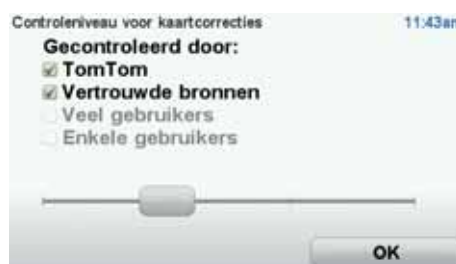 Controleniveau voor kaartcorrecties 11:43am
Gecontroleerd door:
TomTom
Vertrouwde bronnen
Veel gebruikers
Enkele gebruikers
OK